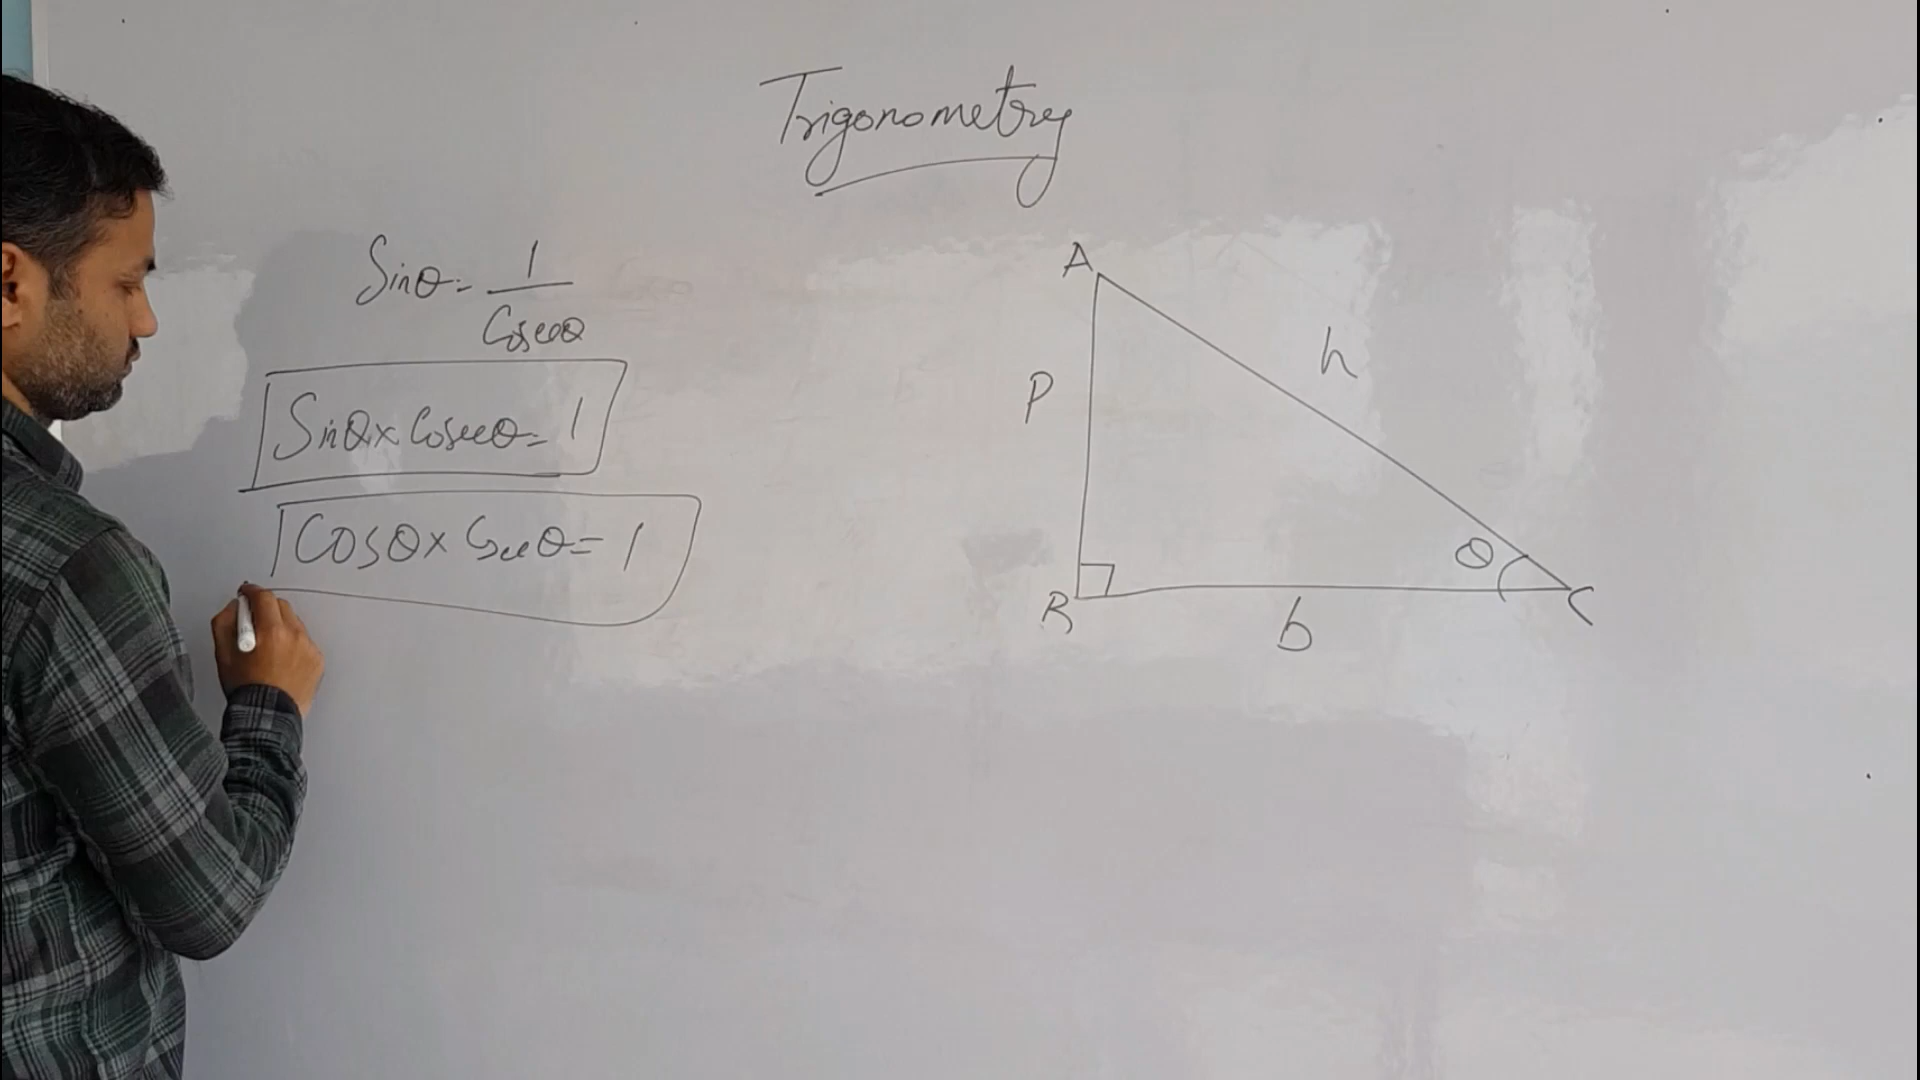 Trigonometry
Sinθ = 1/Cosecθ
Sinθ × Cosecθ = 1
Cosθ × Secθ = 1
A
h
P
θ
B
b
C